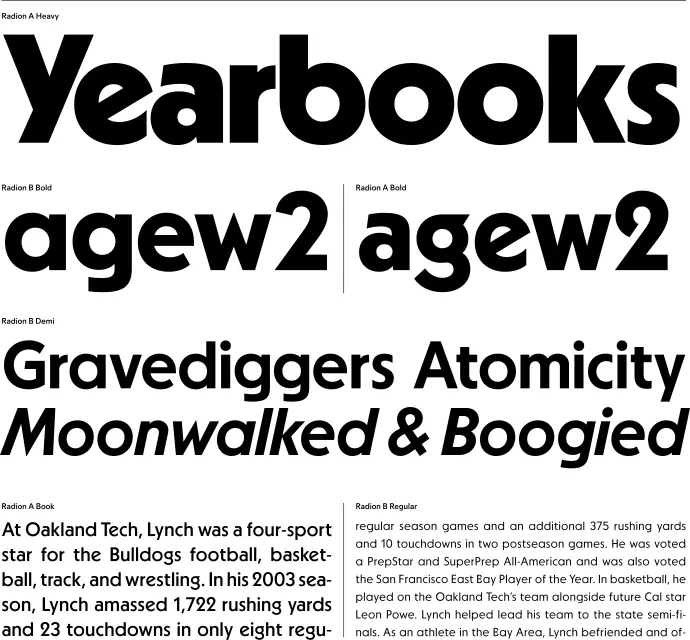 Radion A Heavy
Yearbooks
Radion B Bold
agew2
Radion A Bold
agew2
Radion B Demi
Gravediggers Atomicity
Moonwalked & Boogied
Radion A Book
At Oakland Tech, Lynch was a four-sport
star for the Bulldogs football, basket-
ball, track, and wrestling. In his 2003 sea-
son, Lynch amassed 1,722 rushing yards
and 23 touchdowns in only eight regu-
Radion B Regular
regular season games and an additional 375 rushing yards
and 10 touchdowns in two postseason games. He was voted
a PrepStar and SuperPrep All-American and was also voted
the San Francisco East Bay Player of the Year. In basketball, he
played on the Oakland Tech's team alongside future Cal star
Leon Powe. Lynch helped lead his team to the state semi-fi-
nals. As an athlete in the Bay Area, Lynch befriended and of-